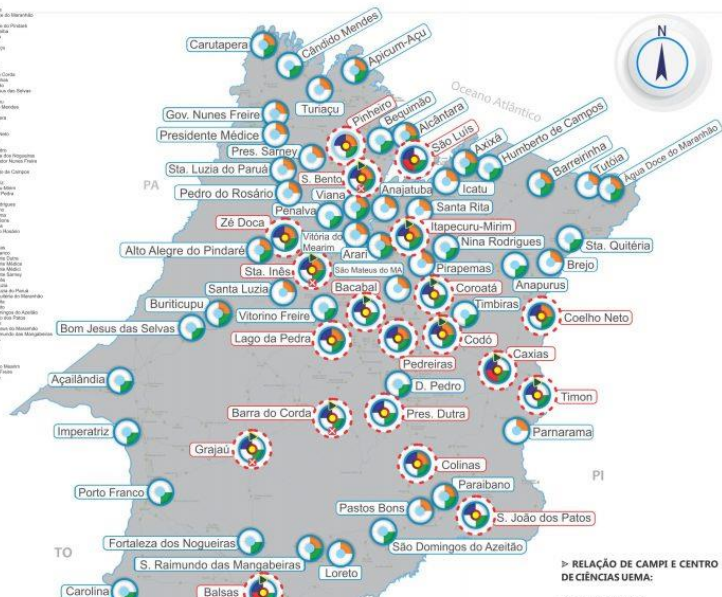 N
Oceano Atlântico
Carutapera
Cândido Mendes
Apicum-Açu
Turiaçu
Gov. Nunes Freire
Presidente Médice
Pinheiro
Bequimão
Alcântara
São Luís
Axixá
Humberto de Campos
Barreirinha
Tutóia
Água Doce do Maranhão
Pres. Sarney
Sta. Luzia do Paruá
PA
S. Bento
Anajatuba
Icatu
Pedro do Rosário
Viana
Penalva
Santa Rita
Zé Doca
Vitória do
Mearim
Itapecuru-Mirim
Alto Alegre do Pindaré
Arari
Nina Rodrigues
Sta. Quitéria
Sta. Inês
São Mateus do MA
Pirapemas
Brejo
Anapurus
Santa Luzia
Bacabal
Coroatá
Buriticupu
Vitorino Freire
Timbiras
Coelho Neto
Bom Jesus das Selvas
Lago da Pedra
Codó
Pedreiras
Caxias
Açailândia
D. Pedro
Timon
Barra do Corda
Pres. Dutra
Imperatriz
Parnarama
Grajaú
Colinas
PI
Porto Franco
Paraibano
Pastos Bons
S. João dos Patos
Fortaleza dos Nogueiras
São Domingos do Azeitão
TO
S. Raimundo das Mangabeiras
Loreto
Carolina
Balsas
> RELAÇÃO DE CAMPI E CENTRO
DE CIÊNCIAS UEMA: